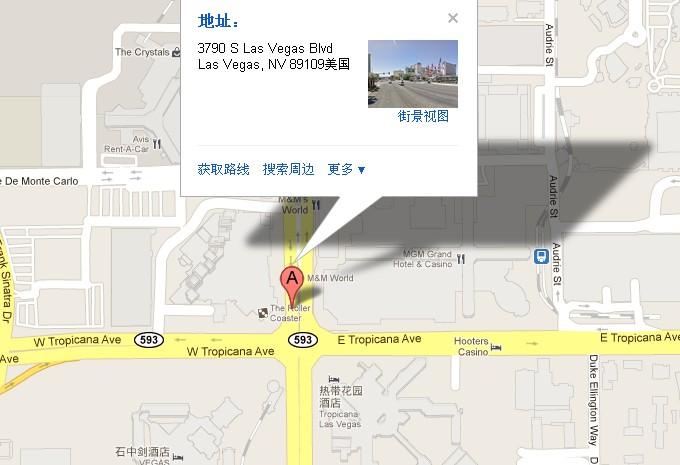 地址：
3790 S Las Vegas Blvd
Las Vegas, NV 89109美国
街景视图
获取路线 搜索周边 更多 ▼
The Crystals
Audrie St
Avis
Rent-A-Car
e De Monte Carlo
M&M's
World
Audrie St
Audrie St
MGM Grand
Hotel & Casino
Frank Sinatra Dr
A
M&M World
The Roller
Coaster
W Tropicana Ave
593
593
W Tropicana Ave
E Tropicana Ave
Hooters
Casino
E Tropicana Ave
Ave
Duke Ellington Way
D
热带花园
酒店
Tropicana
Las Vegas
石中剑酒店
VEGAS